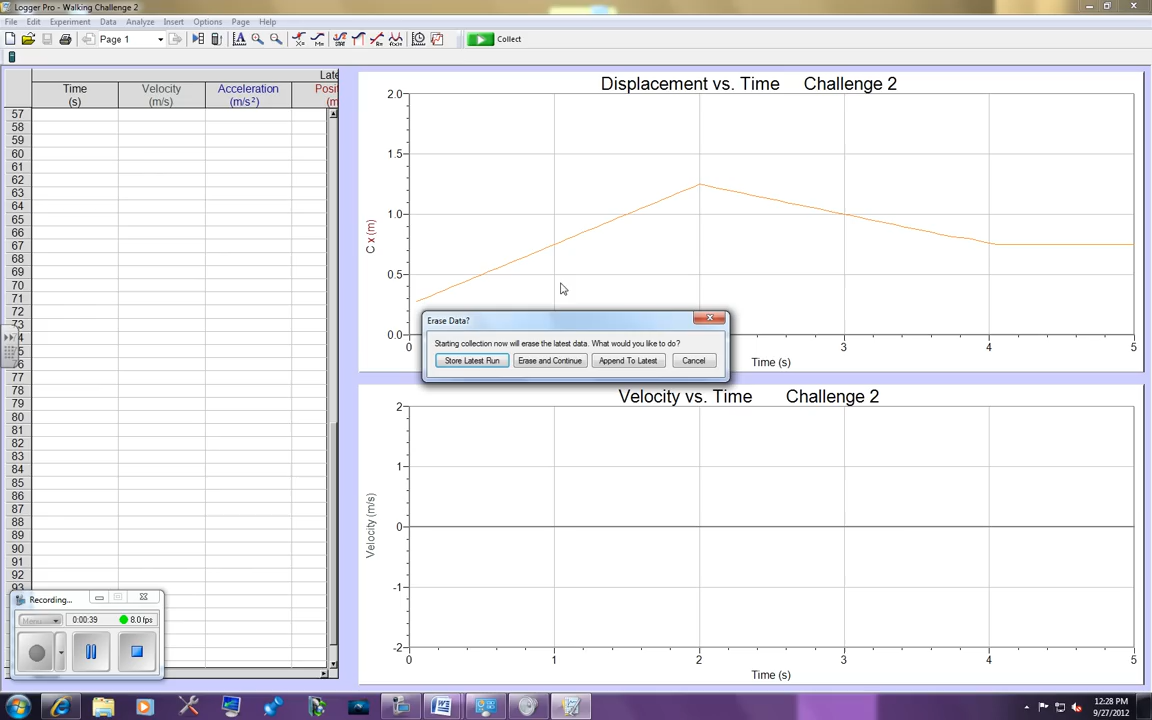 Logger Pro - Walking Challenge 2
File Edit Experiment Data Analyze Insert Options Page Help
Page 1
Collect
Late
Time (s)
Velocity (m/s)
Acceleration (m/s²)
Posit (m
57
58
59
60
61
62
63
64
65
66
67
68
69
70
71
72
73
74
76
77
78
79
80
81
82
83
84
85
86
87
88
89
90
91
92
93
Displacement vs. Time Challenge 2
2.0
1.5
1.0
0.5
0.0
C x (m)
0 3 4 5
Time (s)
Erase Data?
Starting collection now will erase the latest data. What would you like to do?
Store Latest Run Erase and Continue Append To Latest Cancel
Velocity vs. Time Challenge 2
2
1
0
-1
-2
Velocity (m/s)
0 1 2 3 4 5
Time (s)
Recording...
Menu
0:00:39 8.0 fps
12:28 PM
9/27/2012